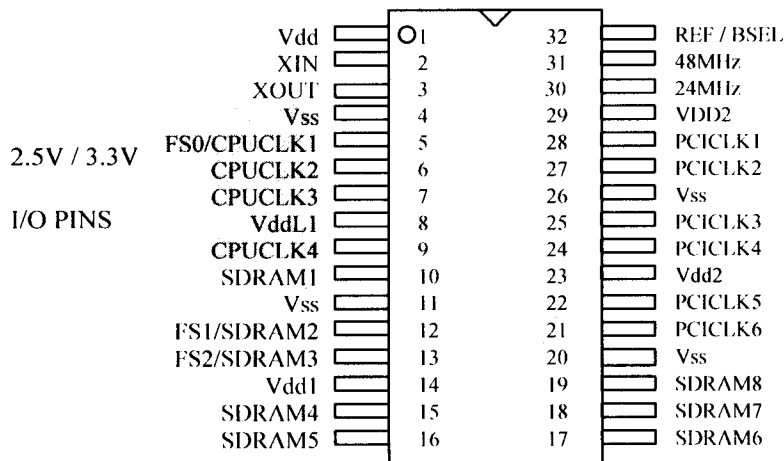 Vdd 1 32 REF / BSEL
XIN 2 31 48MHz
XOUT 3 30 24MHz
Vss 4 29 VDD2
FS0/CPUCLK1 5 28 PCICLK1
2.5V / 3.3V CPUCLK2 6 27 PCICLK2
CPUCLK3 7 26 Vss
I/O PINS VddL1 8 25 PCICLK3
CPUCLK4 9 24 PCICLK4
SDRAM1 10 23 Vdd2
Vss 11 22 PCICLK5
FS1/SDRAM2 12 21 PCICLK6
FS2/SDRAM3 13 20 Vss
Vdd1 14 19 SDRAM8
SDRAM4 15 18 SDRAM7
SDRAM5 16 17 SDRAM6